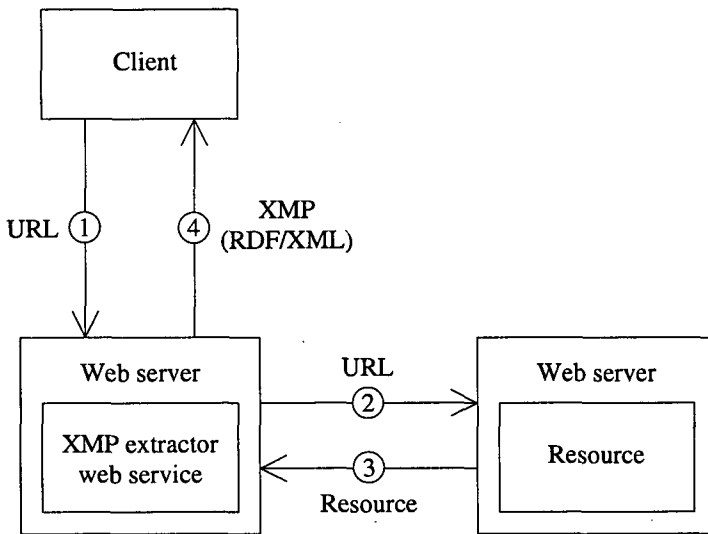 Client
URL
1
4
XMP
(RDF/XML)
Web server
XMP extractor
web service
URL
2
3
Resource
Web server
Resource